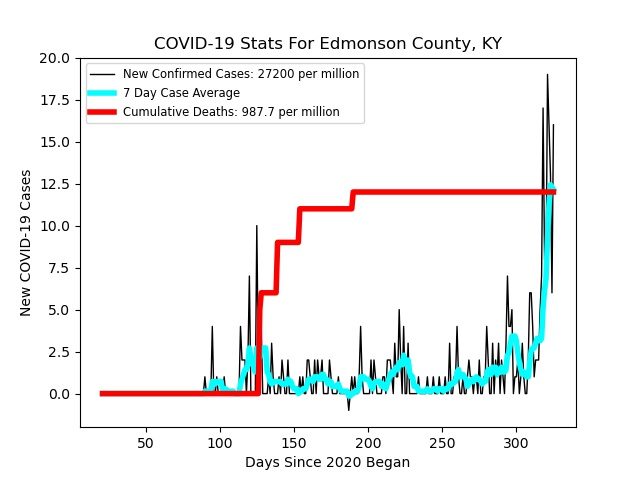 COVID-19 Stats For Edmonson County, KY
New Confirmed Cases: 27200 per million
7 Day Case Average
Cumulative Deaths: 987.7 per million
New COVID-19 Cases
20.0
17.5
15.0
12.5
10.0
7.5
5.0
2.5
0.0
50 100 150 200 250 300
Days Since 2020 Began